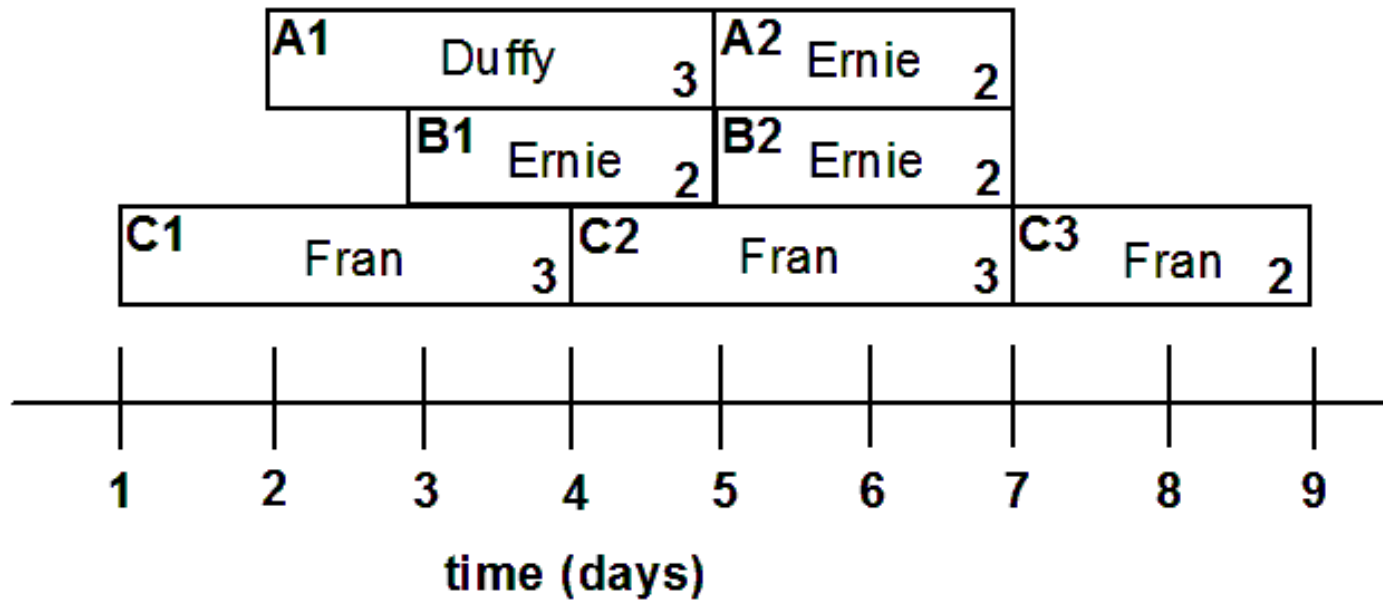 A1 Duffy 3 A2 Ernie 2
B1 Ernie 2 B2 Ernie 2
C1 Fran 3 C2 Fran 3 C3 Fran 2
1 2 3 4 5 6 7 8 9
time (days)